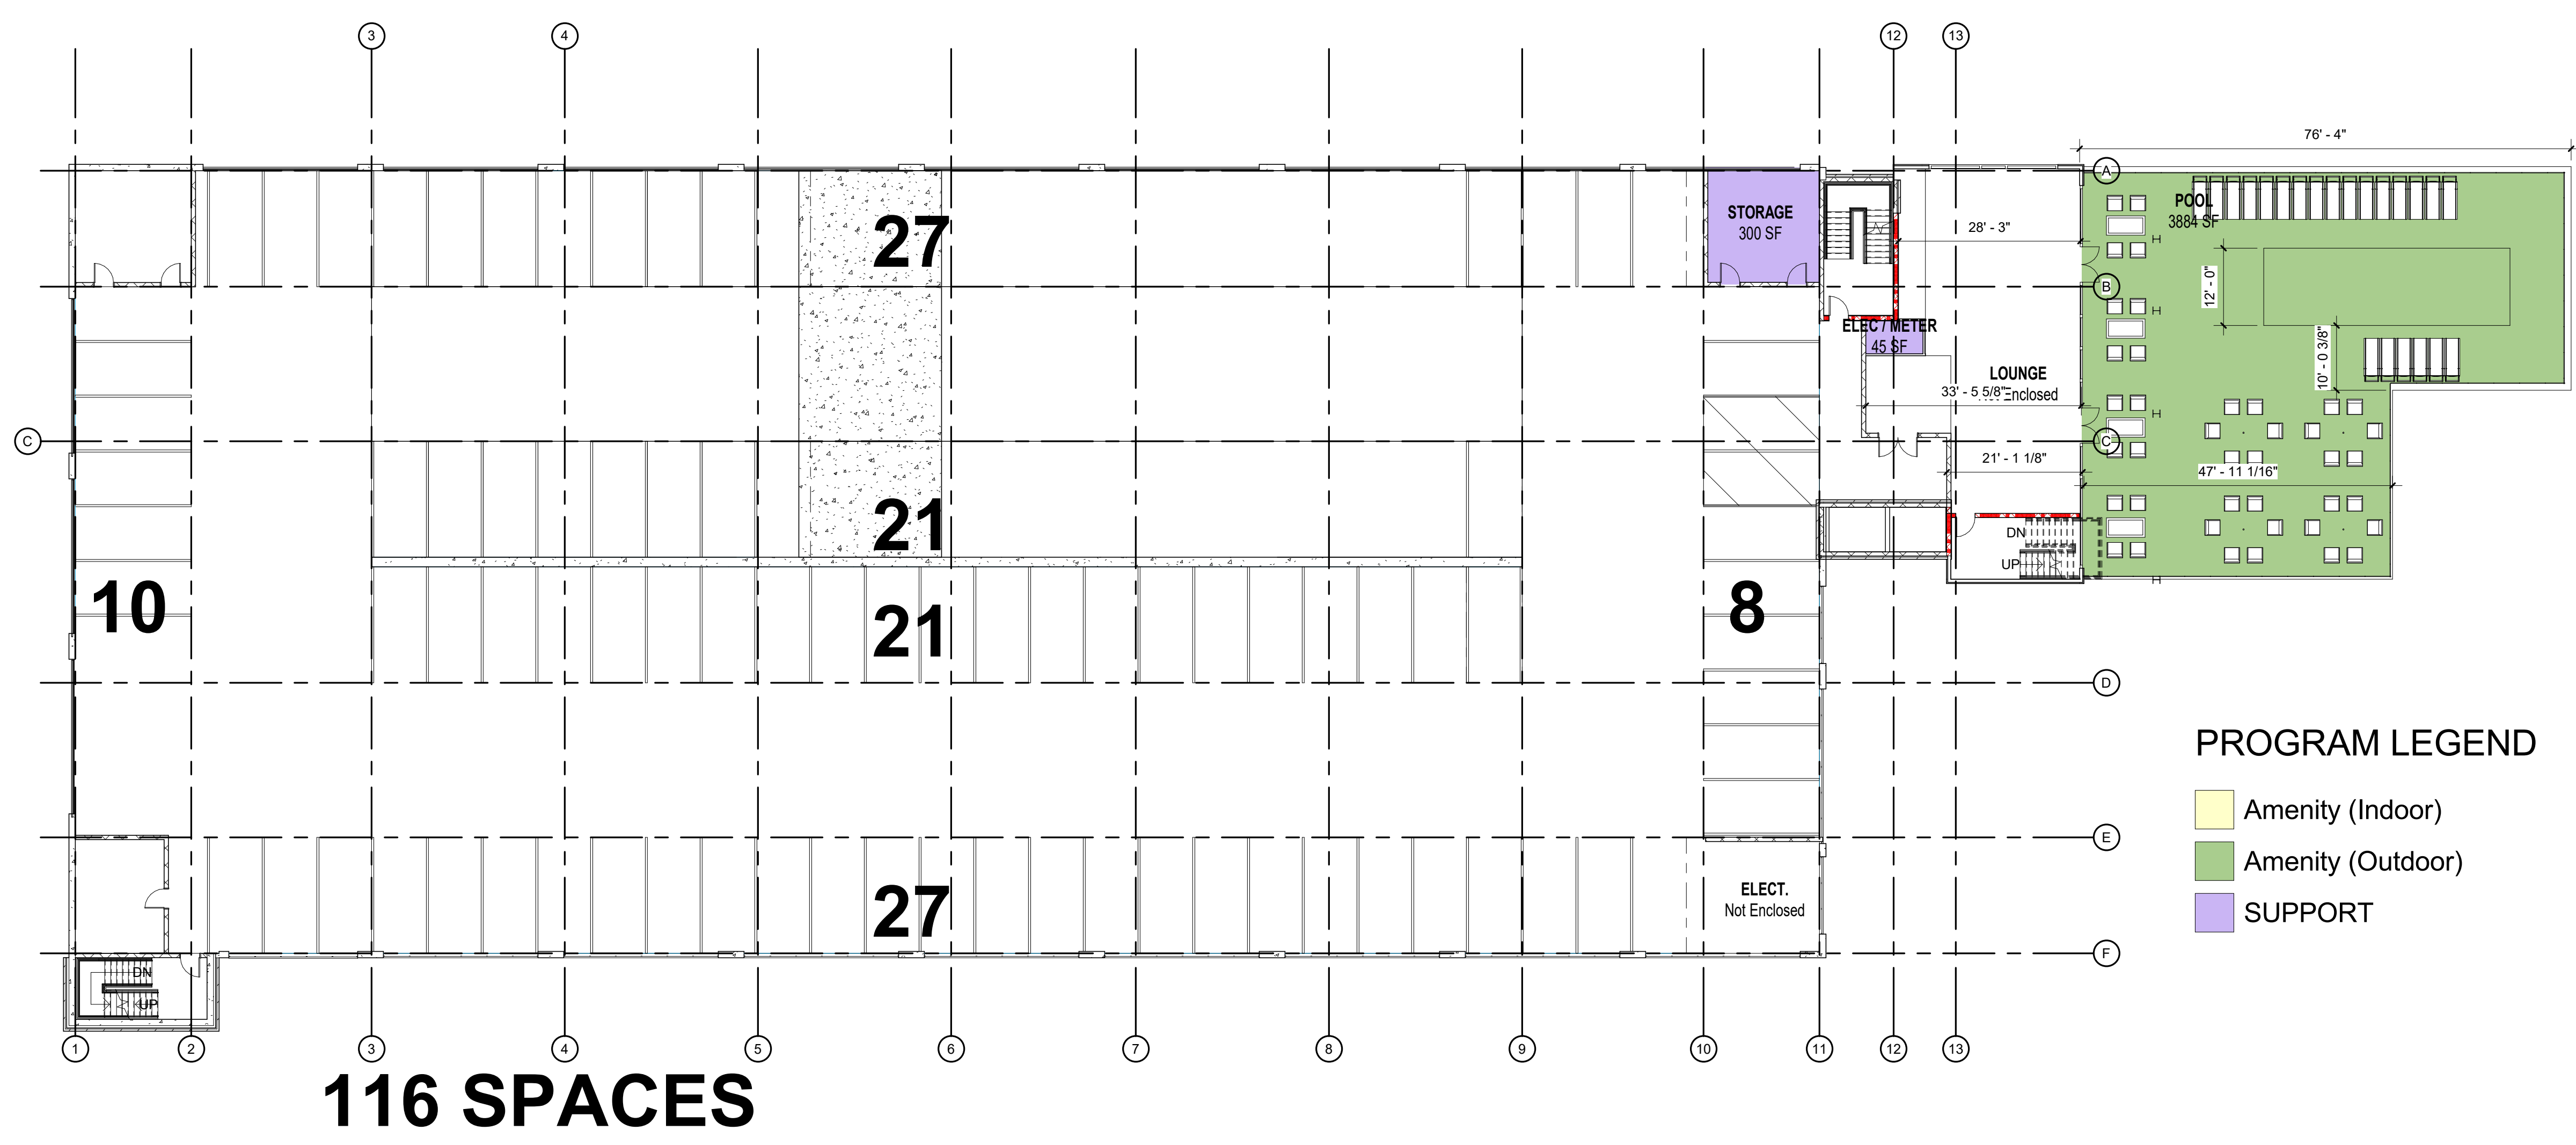 3
4
12
13
76' - 4"
A
STORAGE
300 SF
POOL
3884 SF
27
28' - 3"
12' - 0"
B
ELEC / METER
45 SF
10' - 0 3/8"
LOUNGE
33' - 5 5/8"
Enclosed
C
C
21' - 1 1/8"
47' - 11 1/16"
21
DN
UP
10
21
8
D
PROGRAM LEGEND
Amenity (Indoor)
Amenity (Outdoor)
SUPPORT
E
27
ELECT.
Not Enclosed
F
DN
UP
1
2
3
4
5
6
7
8
9
10
11
12
13
116 SPACES